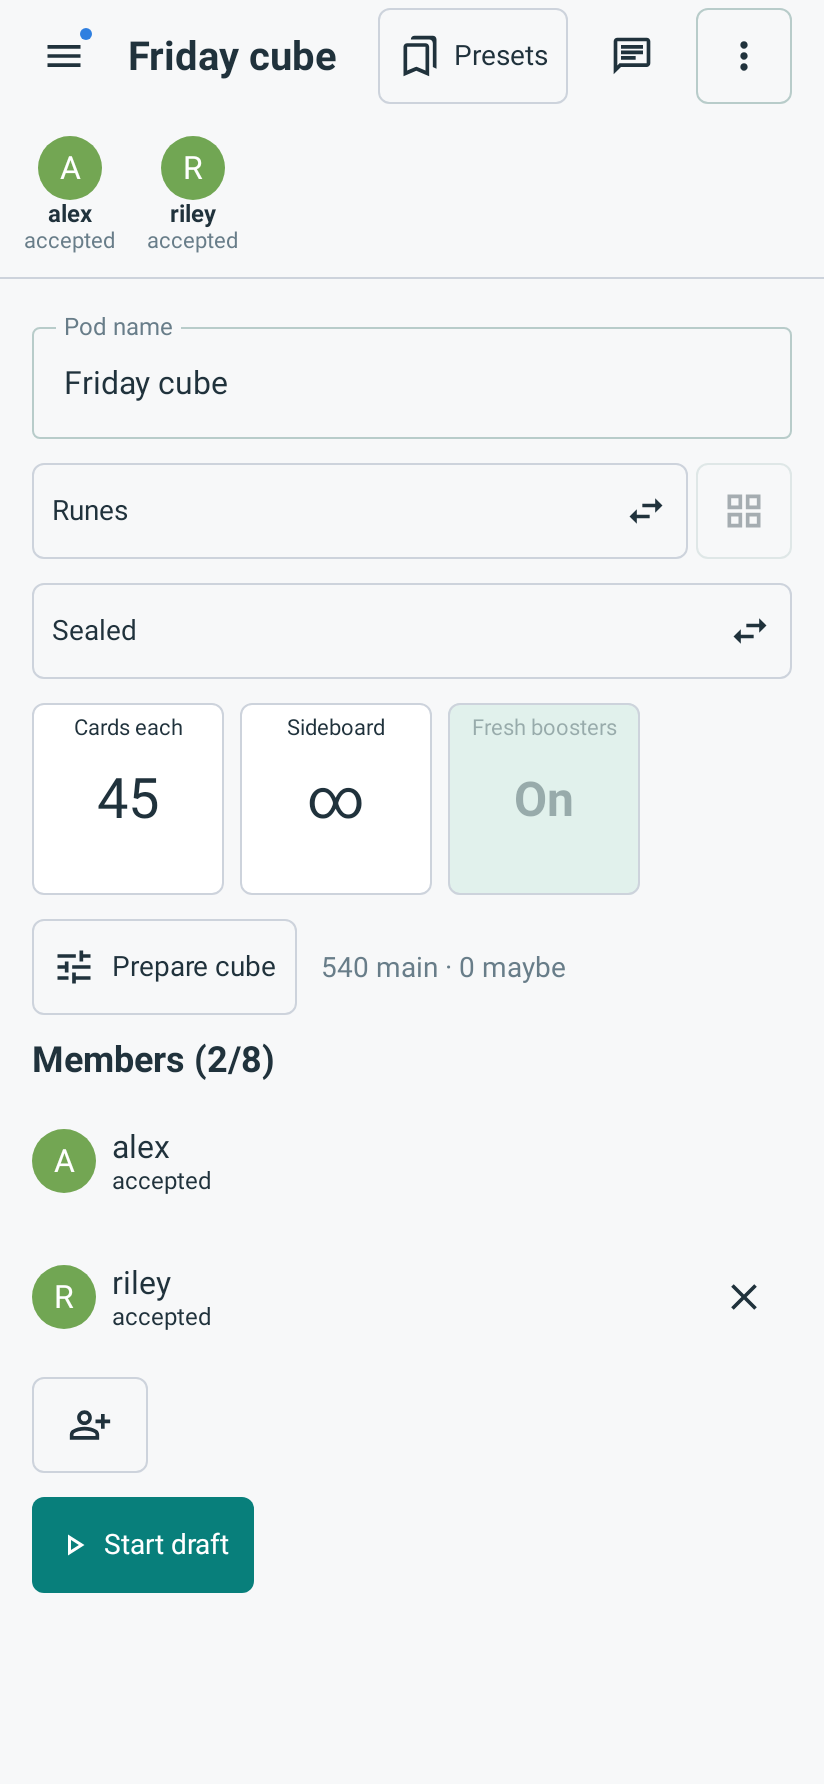 Friday cube
Presets
A
R
alex
riley
accepted
accepted
Pod name
Friday cube
Runes
Sealed
Cards each
Sideboard
Fresh boosters
45
∞
On
Prepare cube
540 main · 0 maybe
Members (2/8)
A
alex
accepted
R
riley
accepted
Start draft